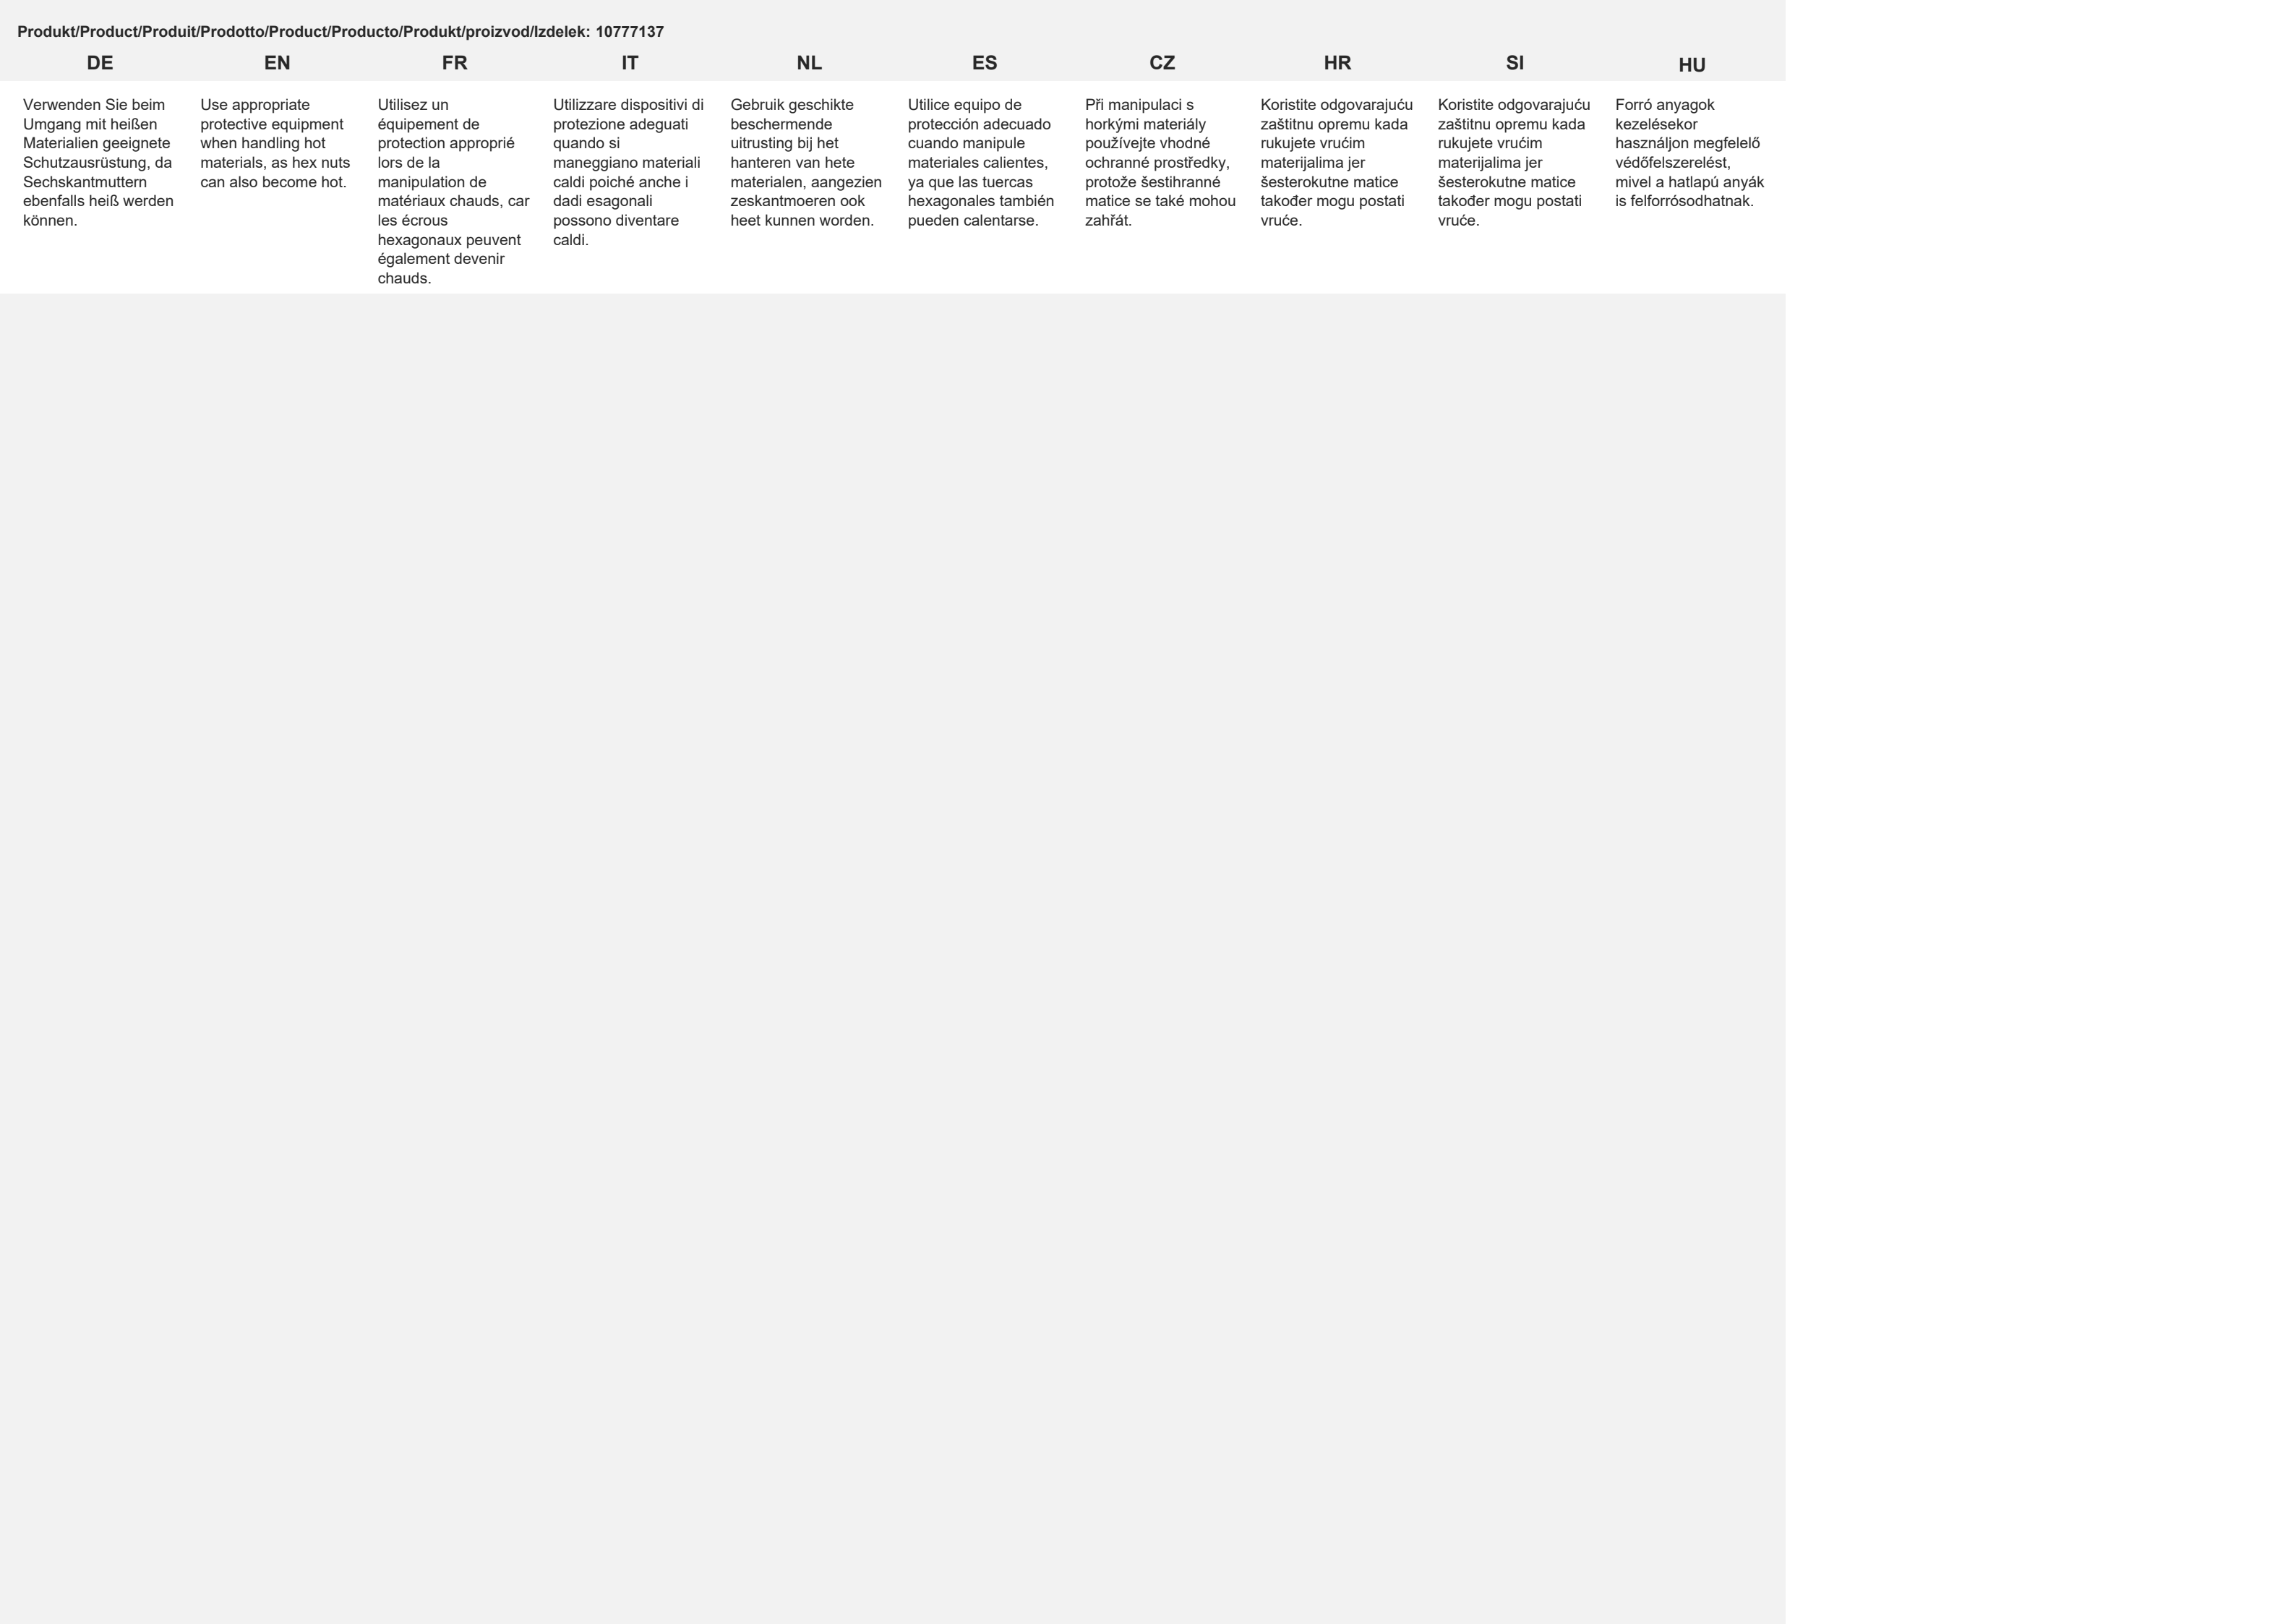 Produkt/Product/Produit/Prodotto/Product/Producto/Produkt/proizvod/Izdelek: 10777137
DE
EN
FR
IT
NL
ES
CZ
HR
SI
HU
Verwenden Sie beim
Umgang mit heißen
Materialien geeignete
Schutzausrüstung, da
Sechskantmuttern
ebenfalls heiß werden
können.
Use appropriate
protective equipment
when handling hot
materials, as hex nuts
can also become hot.
Utilisez un
équipement de
protection approprié
lors de la
manipulation de
matériaux chauds, car
les écrous
hexagonaux peuvent
également devenir
chauds.
Utilizzare dispositivi di
protezione adeguati
quando si
maneggiano materiali
caldi poiché anche i
dadi esagonali
possono diventare
caldi.
Gebruik geschikte
beschermende
uitrusting bij het
hanteren van hete
materialen, aangezien
zeskantmoeren ook
heet kunnen worden.
Utilice equipo de
protección adecuado
cuando manipule
materiales calientes,
ya que las tuercas
hexagonales también
pueden calentarse.
Při manipulaci s
horkými materiály
používejte vhodné
ochranné prostředky,
protože šestihranné
matice se také mohou
zahřát.
Koristite odgovarajuću
zaštitnu opremu kada
rukujete vrućim
materijalima jer
šesterokutne matice
također mogu postati
vruće.
Koristite odgovarajuću
zaštitnu opremu kada
rukujete vrućim
materijalima jer
šesterokutne matice
također mogu postati
vruće.
Forró anyagok
kezelésekor
használjon megfelelő
védőfelszerelést,
mivel a hatlapú anyák
is felforrósodhatnak.